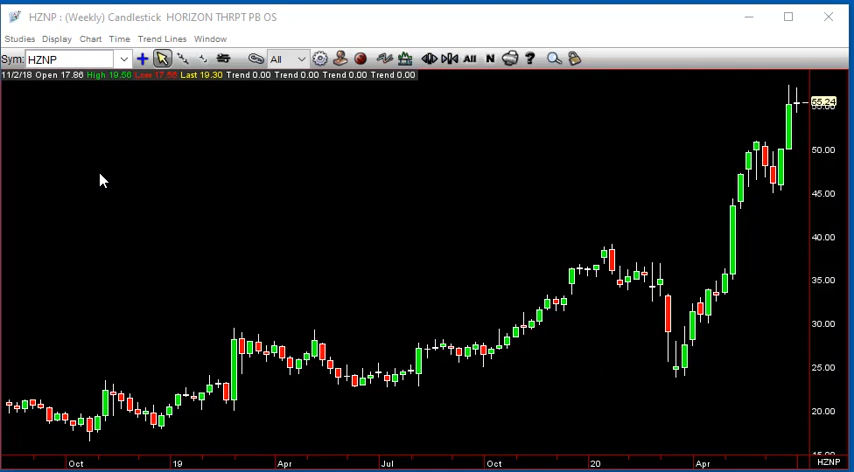 HZNP : (Weekly) Candlestick  HORIZON THRPT PB OS
Studies Display Chart Time Trend Lines Window
Sym: HZNP All All N ?
11/2/18 Open 17.86 High 19.56 Last 19.30 Trend 0.00 Trend 0.00 Trend 0.00 Trend 0.00
55.24
50.00
45.00
40.00
35.00
30.00
25.00
20.00
15.00
Oct 19 Apr Jul Oct 20 Apr HZNP